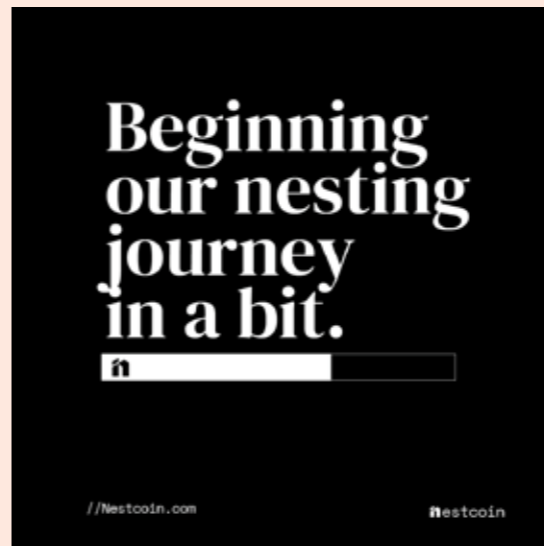 Beginning
our nesting
journey
in a bit.
n
//Nestcoin.com
nestcoin